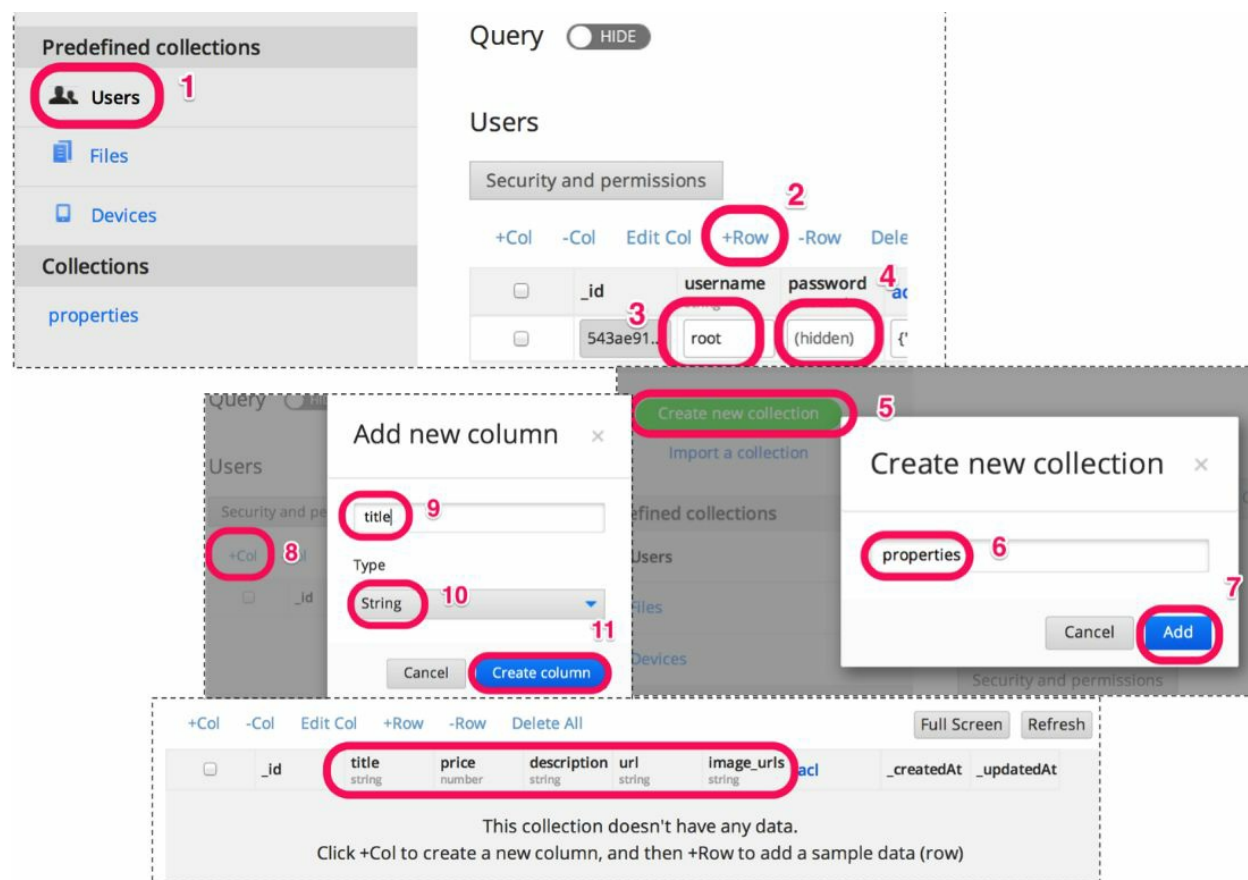 Predefined collections
Users
1
Files
Devices
Collections
properties
Query HIDE
Users
Security and permissions
2
+Col -Col Edit Col +Row -Row Dele
_id username password 4 ac
string
3
543ae91.. root (hidden) {"
Query
Users
Security and pe
+Col 8
_id
Add new column ×
title 9
Type
String 10
11
Cancel Create column
Create new collection 5
Import a collection
efined collections
Users
Files
Devices
Security and permissions
Create new collection ×
properties 6
7
Cancel Add
+Col -Col Edit Col +Row -Row Delete All Full Screen Refresh
_id title price description url image_urls acl _createdAt _updatedAt
string number string string string
This collection doesn't have any data.
Click +Col to create a new column, and then +Row to add a sample data (row)